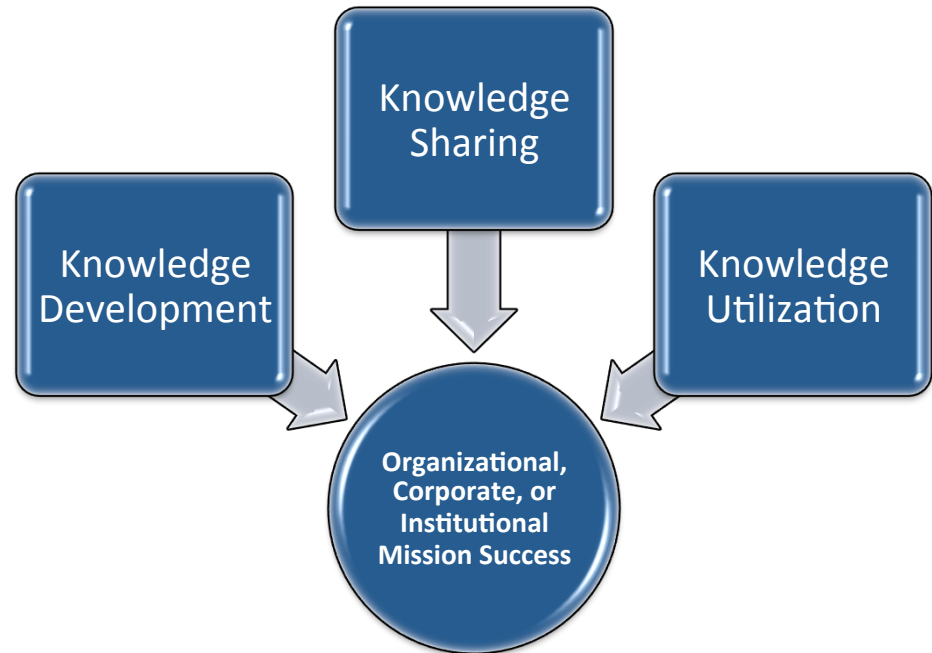 Knowledge
Sharing
Knowledge
Development
Knowledge
Utilization
Organizational,
Corporate, or
Institutional
Mission Success